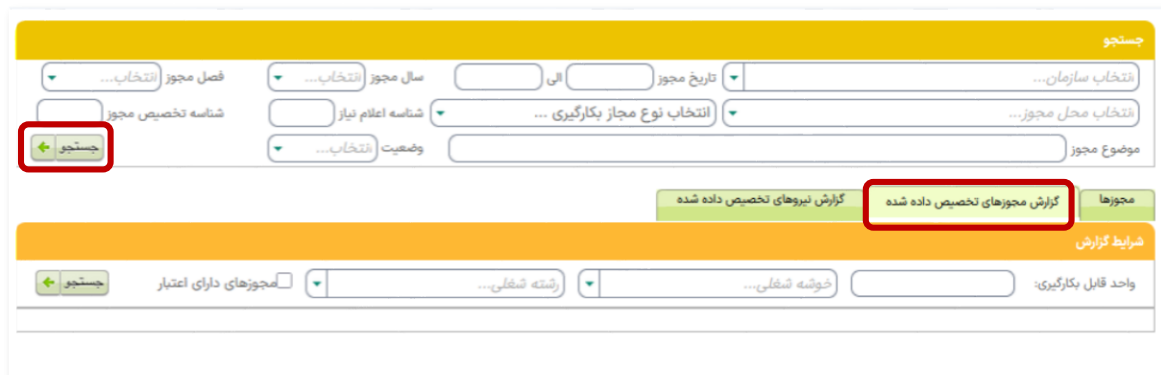 جستجو
انتخاب سازمان... تاریخ مجوز الی سال مجوز انتخاب... فصل مجوز انتخاب...
انتخاب محل مجوز... انتخاب نوع مجاز بکارگیری ... شناسه اعلام نیاز شناسه تخصیص مجوز
موضوع مجوز وضعیت انتخاب... جستجو
مجوزها گزارش مجوزهای تخصیص داده شده گزارش نیروهای تخصیص داده شده
شرایط گزارش
واحد قابل بکارگیری: خوشه شغلی... رشته شغلی... مجوزهای دارای اعتبار جستجو